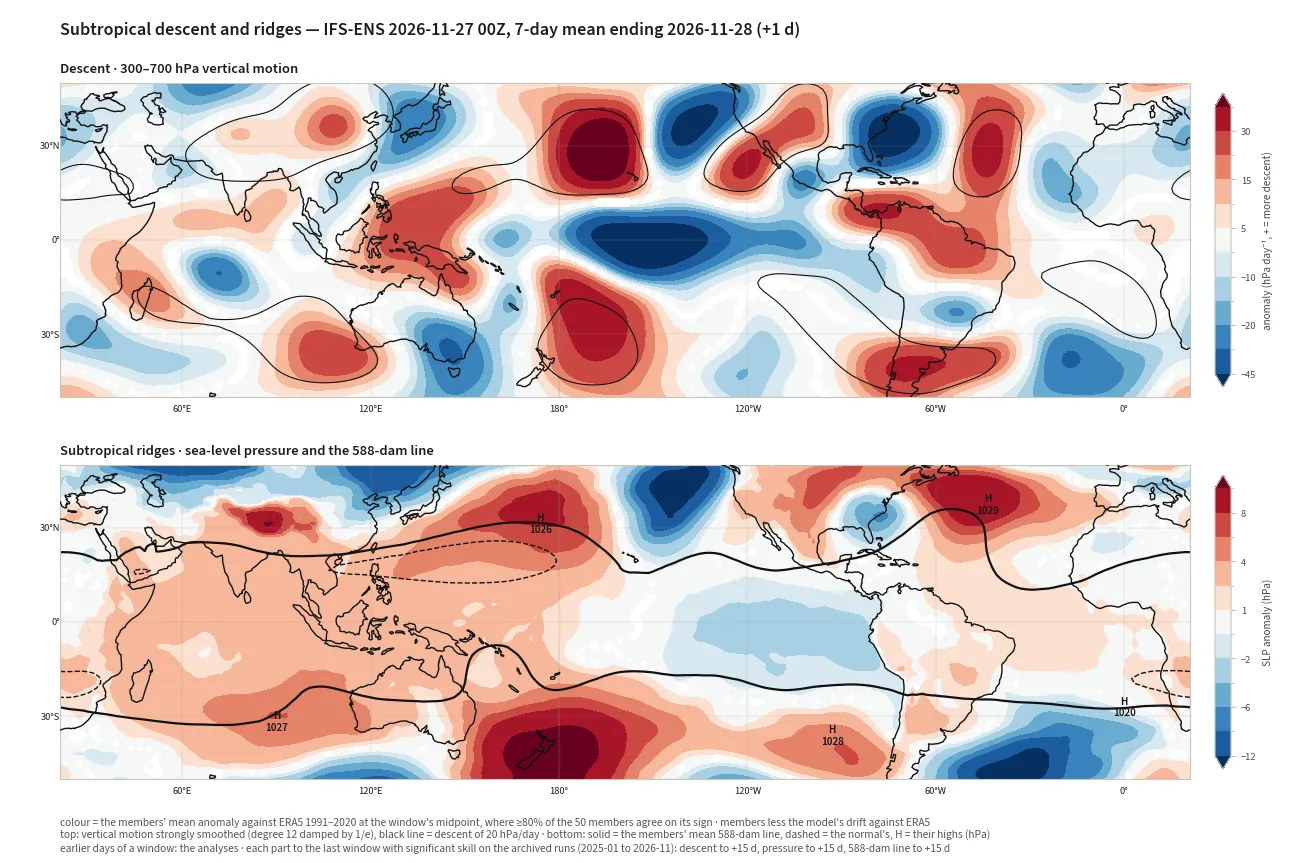 Subtropical descent and ridges — IFS-ENS 2026-11-27 00Z, 7-day mean ending 2026-11-28 (+1 d)
Descent · 300–700 hPa vertical motion
30°N
0°
30°S
60°E
120°E
180°
120°W
60°W
0°
30
15
5
−10
−20
−45
anomaly (hPa day⁻¹, + = more descent)
Subtropical ridges · sea-level pressure and the 588-dam line
30°N
0°
30°S
H
1026
H
1029
H
1027
H
1028
H
1020
60°E
120°E
180°
120°W
60°W
0°
8
4
1
−2
−6
−12
SLP anomaly (hPa)
colour = the members' mean anomaly against ERA5 1991–2020 at the window's midpoint, where ≥80% of the 50 members agree on its sign · members less the model's drift against ERA5
top: vertical motion strongly smoothed (degree 12 damped by 1/e), black line = descent of 20 hPa/day · bottom: solid = the members' mean 588-dam line, dashed = the normal's, H = their highs (hPa)
earlier days of a window: the analyses · each part to the last window with significant skill on the archived runs (2025-01 to 2026-11): descent to +15 d, pressure to +15 d, 588-dam line to +15 d